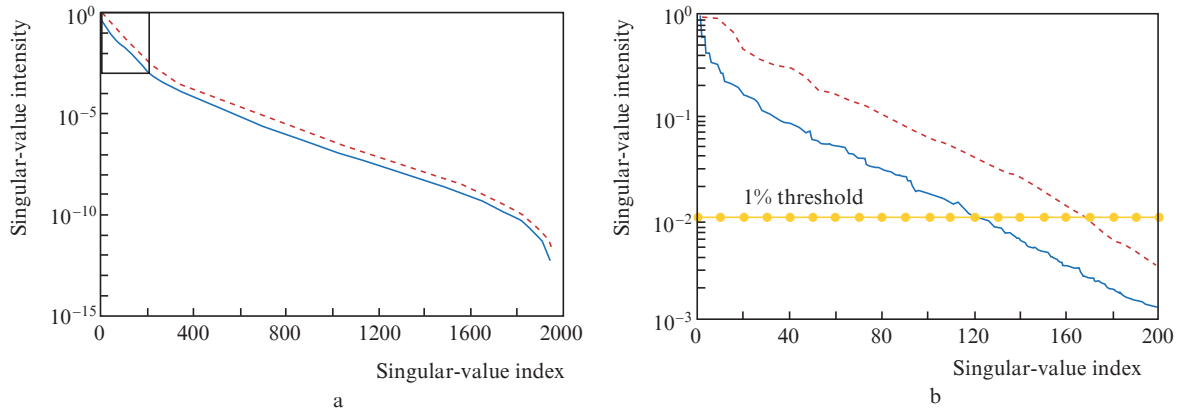 Singular-value intensity
10^0
10^-5
10^-10
10^-15
0 400 800 1200 1600 2000
Singular-value index
a
Singular-value intensity
10^0
10^-1
10^-2
10^-3
1% threshold
0 40 80 120 160 200
Singular-value index
b